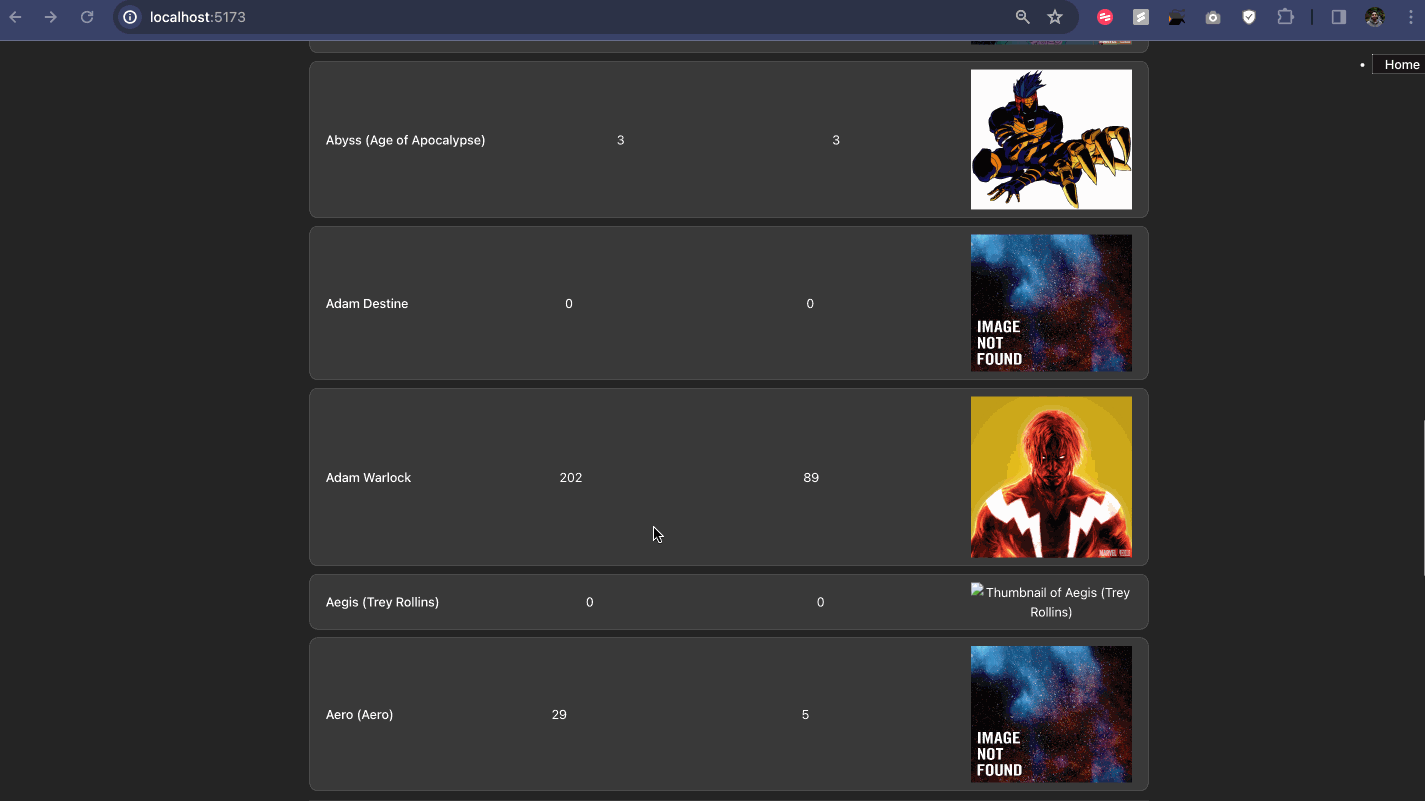 localhost:5173
Home
Abyss (Age of Apocalypse) 3 3
Adam Destine 0 0
IMAGE
NOT
FOUND
Adam Warlock 202 89
Aegis (Trey Rollins) 0 0
Thumbnail of Aegis (Trey
Rollins)
Aero (Aero) 29 5
IMAGE
NOT
FOUND